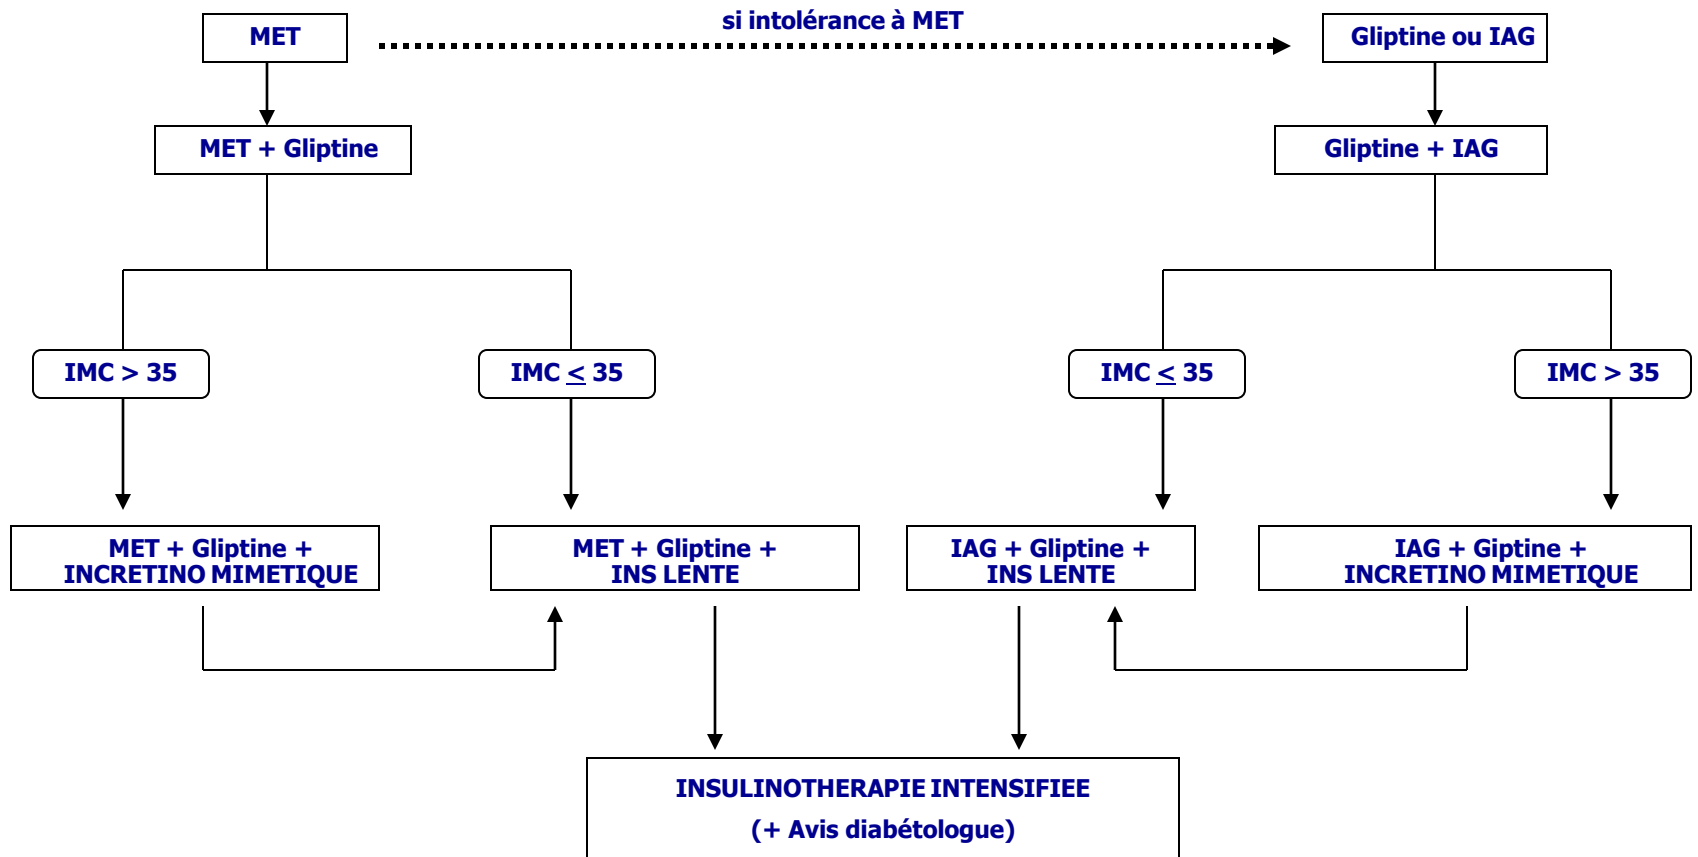 si intolérance à MET
MET
Gliptine ou IAG
MET + Gliptine
Gliptine + IAG
IMC > 35
IMC < 35
IMC < 35
IMC > 35
MET + Gliptine +
INCRETINO MIMETIQUE
MET + Gliptine +
INS LENTE
IAG + Gliptine +
INS LENTE
IAG + Giptine +
INCRETINO MIMETIQUE
INSULINOTHERAPIE INTENSIFIEE
(+ Avis diabétologue)